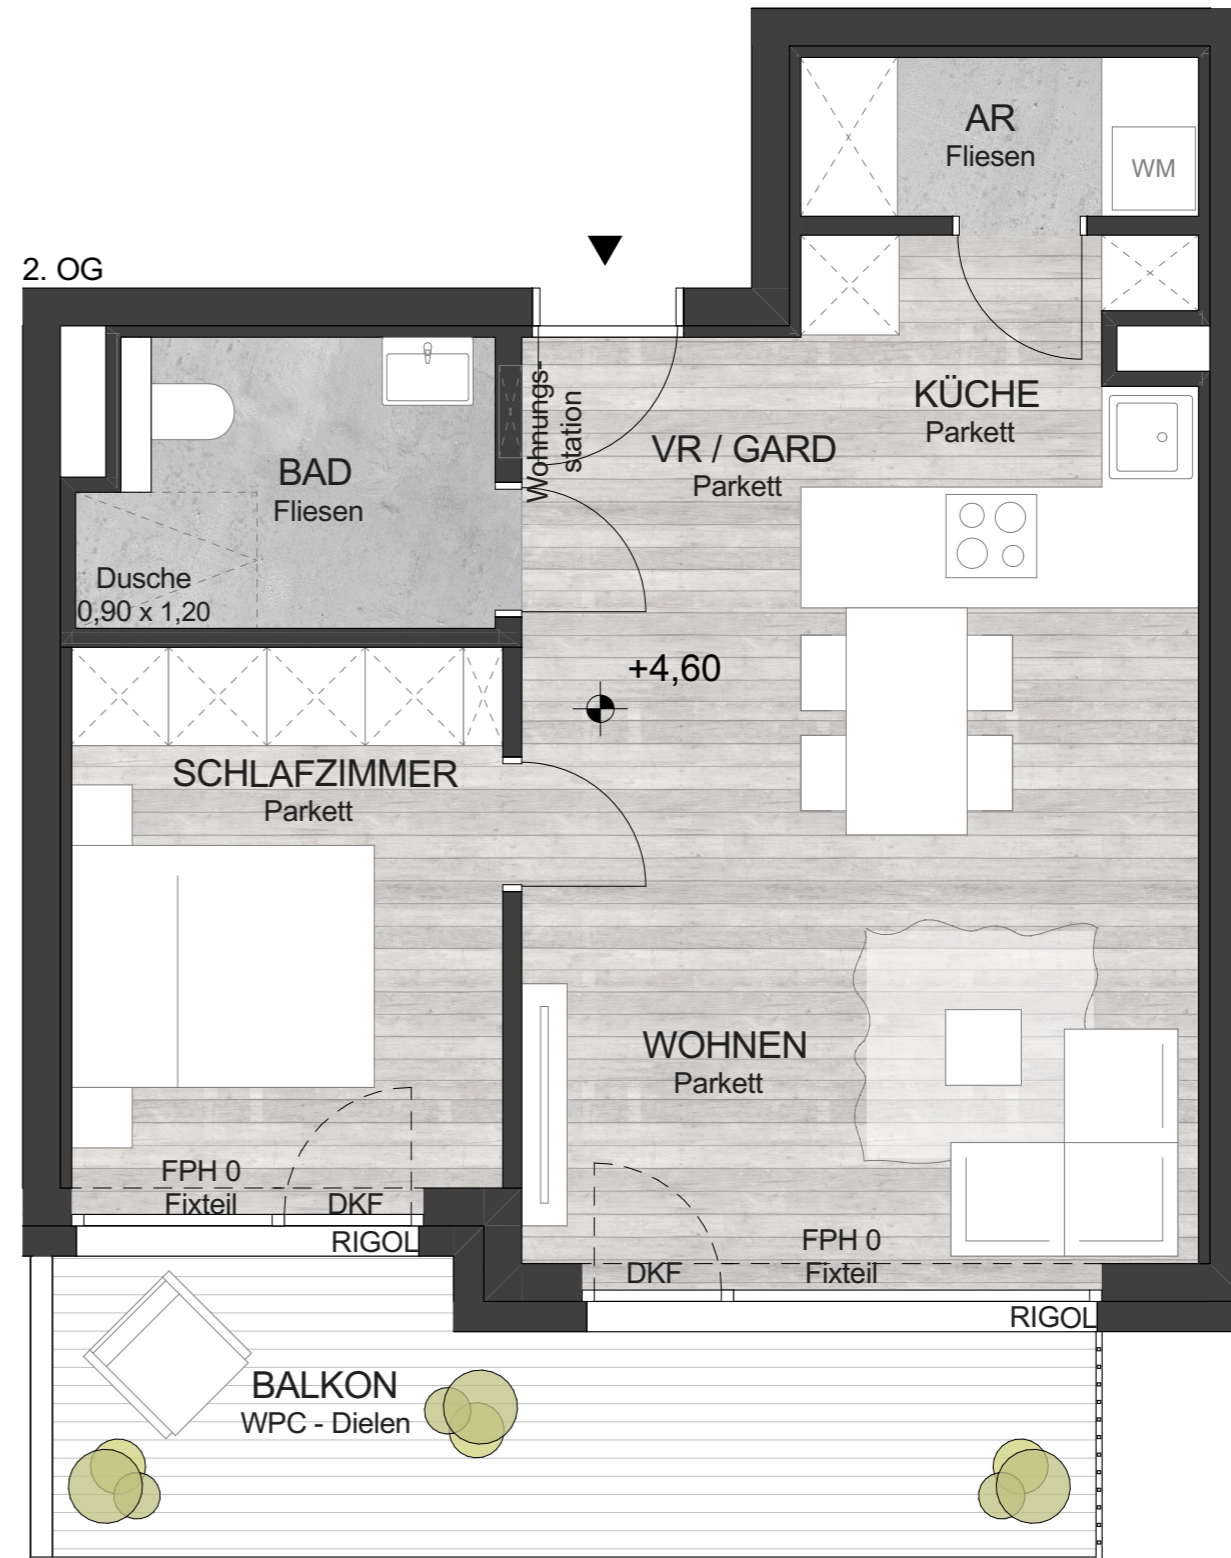 AR
Fliesen
WM
2. OG
Wohnungs-
station
KÜCHE
Parkett
VR / GARD
Parkett
BAD
Fliesen
Dusche
0,90 x 1,20
+4,60
SCHLAFZIMMER
Parkett
WOHNEN
Parkett
FPH 0
Fixteil
DKF
RIGOL
FPH 0
DKF
Fixteil
RIGOL
BALKON
WPC - Dielen